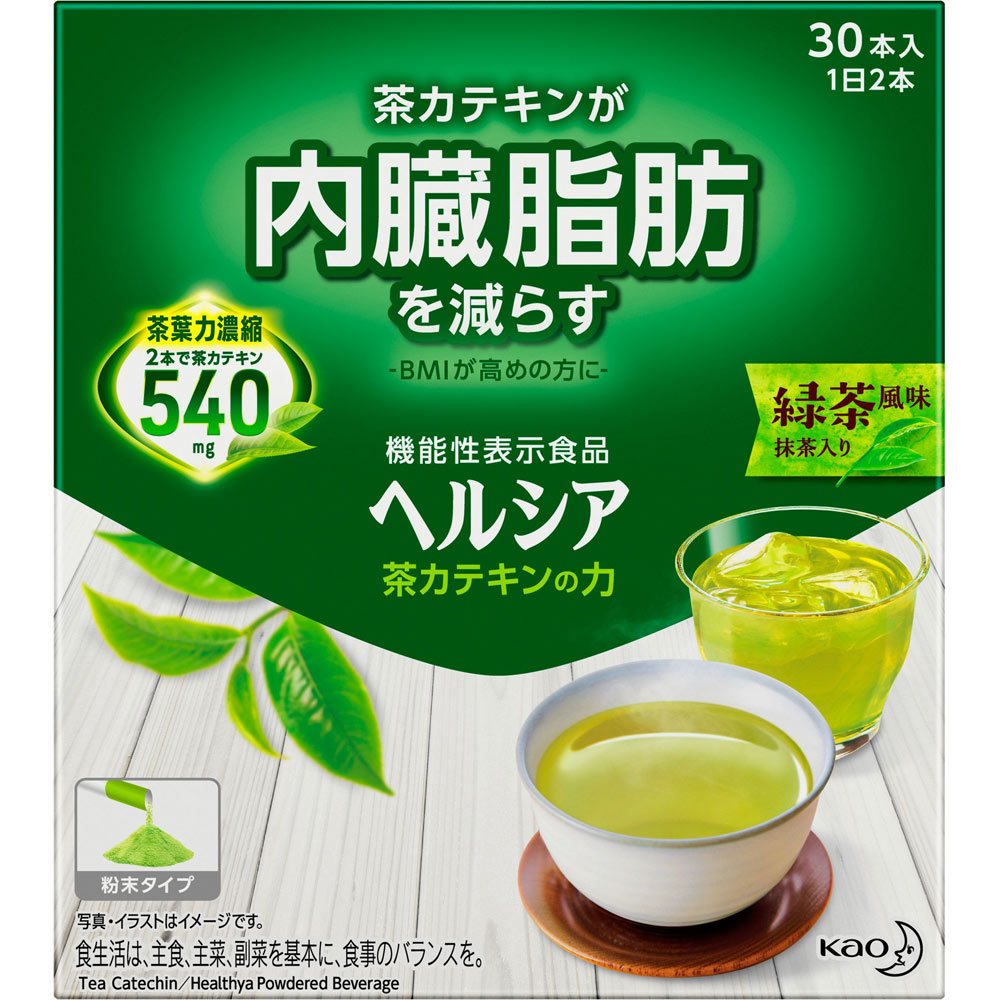 30本入
1日2本
茶カテキンが
内臓脂肪
を減らす
-BMIが高めの方に-
茶葉力濃縮
2本で茶カテキン
540
mg
緑茶風味
抹茶入り
機能性表示食品
ヘルシア
茶カテキンの力
粉末タイプ
写真・イラストはイメージです。
食生活は、主食、主菜、副菜を基本に、食事のバランスを。
Tea Catechin/Healthya Powdered Beverage
Kao